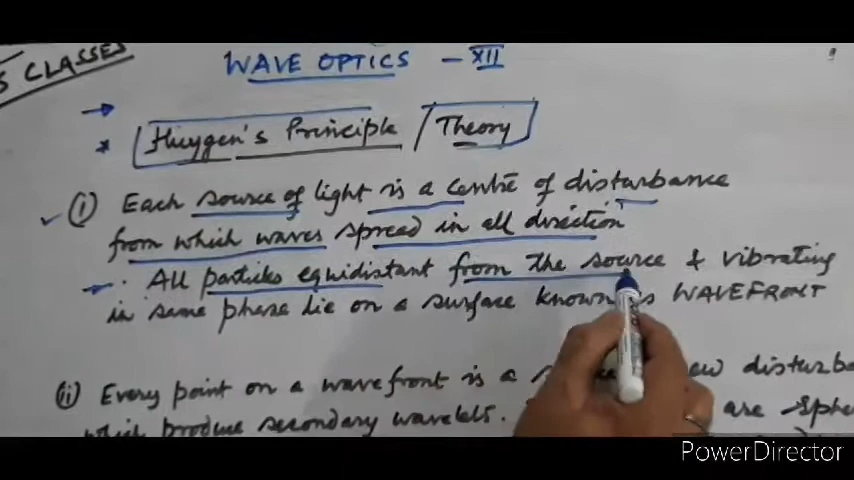 S CLASSES
WAVE OPTICS — XII
* Huygen's Principle / Theory
(i) Each source of light is a centre of disturbance
from which waves spread in all direction
. All particles equidistant from the source & vibrating
in same phase lie on a surface known WAVEFRONT
(ii) Every point on a wavefront is a
which produce secondary wavelets. are
PowerDirector